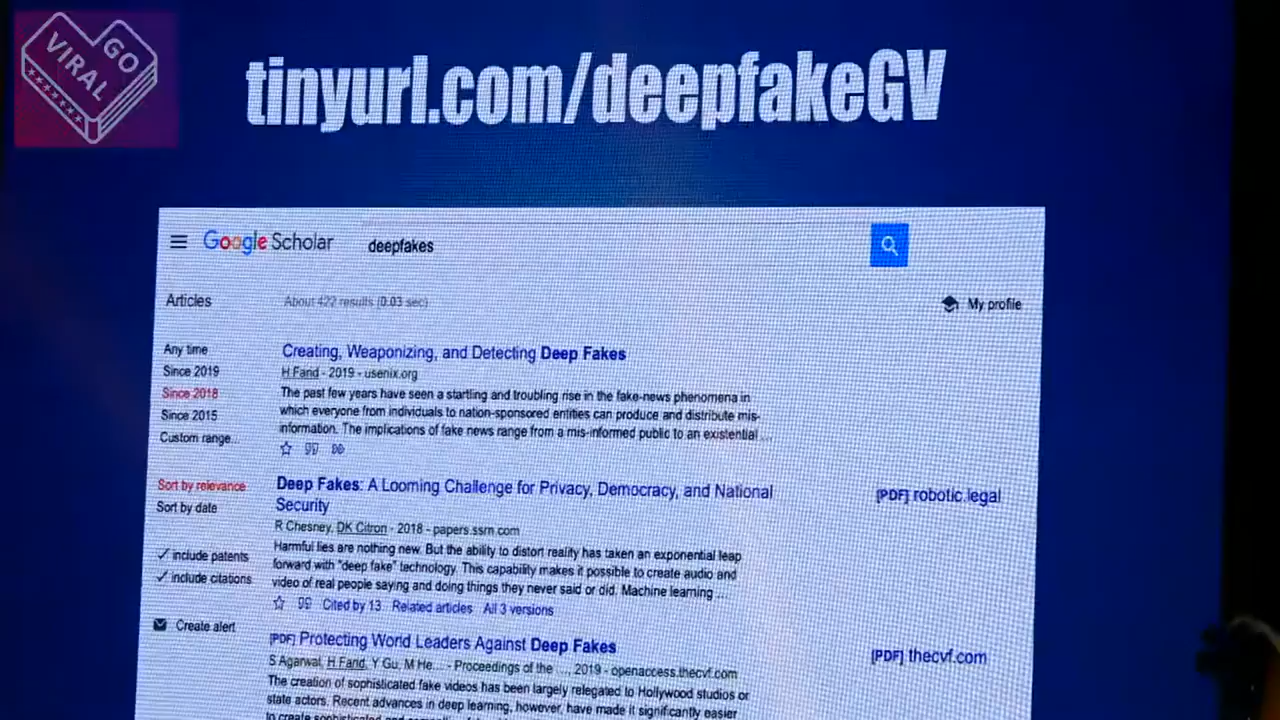 GO
VIRAL
tinyurl.com/deepfakeGV
Google Scholar deepfakes
Articles About 422 results (0.03 sec) My profile
Any time
Since 2019
Since 2018
Since 2015
Custom range...
Sort by relevance
Sort by date
include patents
include citations
Create alert
Creating, Weaponizing, and Detecting Deep Fakes
H Farid - 2019 - usenix.org
The past few years have seen a startling and troubling rise in the fake-news phenomena in
which everyone from individuals to nation-sponsored entities can produce and distribute mis-
information. The implications of fake news range from a mis-informed public to an existential ...
Deep Fakes: A Looming Challenge for Privacy, Democracy, and National
Security
[PDF] robotic.legal
R Chesney, DK Citron - 2018 - papers.ssrn.com
Harmful lies are nothing new. But the ability to distort reality has taken an exponential leap
forward with "deep fake" technology. This capability makes it possible to create audio and
video of real people saying and doing things they never said or did. Machine learning ...
Cited by 13 Related articles All 3 versions
[PDF] Protecting World Leaders Against Deep Fakes
[PDF] thecvf.com
S Agarwal, H Farid, Y Gu, M He... - Proceedings of the ..., 2019 - openaccess.thecvf.com
The creation of sophisticated fake videos has been largely relegated to Hollywood studios or
state actors. Recent advances in deep learning, however, have made it significantly easier
to create sophisticated and